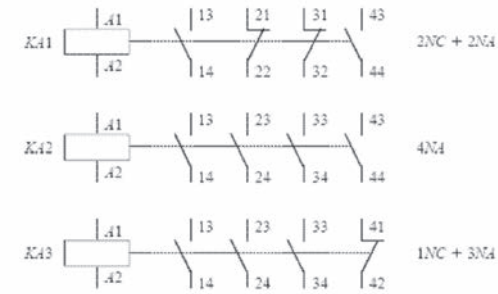 A1 13 21 31 43
KA1 2NC + 2NA
A2 14 22 32 44
A1 13 23 33 43
KA2 4NA
A2 14 24 34 44
A1 13 23 33 41
KA3 1NC + 3NA
A2 14 24 34 42